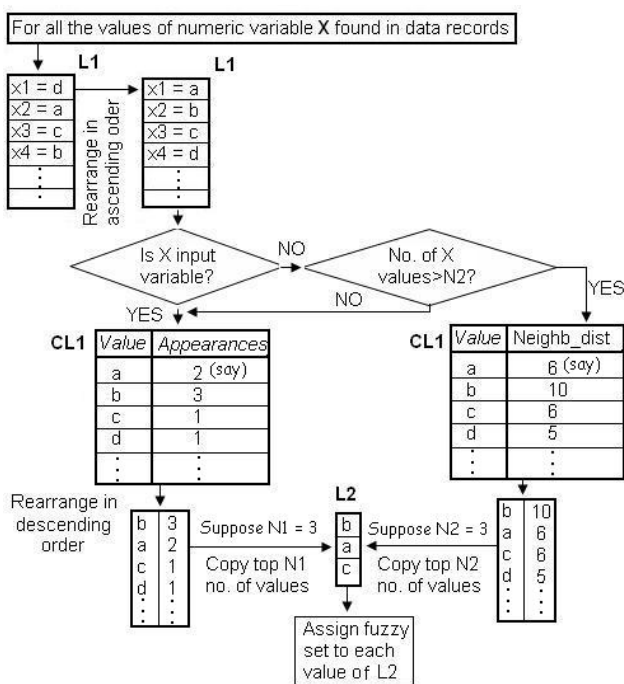 For all the values of numeric variable X found in data records
L1
L1
x1 = d
x2 = a
x3 = c
x4 = b
Rearrange in
ascending oder
x1 = a
x2 = b
x3 = c
x4 = d
Is X input
variable?
NO
No. of X
values>N2?
NO
YES
YES
CL1
Value Appearances
a 2 (say)
b 3
c 1
d 1
CL1
Value Neighb_dist
a 6 (say)
b 10
c 6
d 5
Rearrange in
descending
order
b 3
a 2
c 1
d 1
Suppose N1 = 3
Copy top N1
no. of values
L2
b
a
c
Suppose N2 = 3
Copy top N2
no. of values
b 10
a 6
c 6
d 5
Assign fuzzy
set to each
value of L2